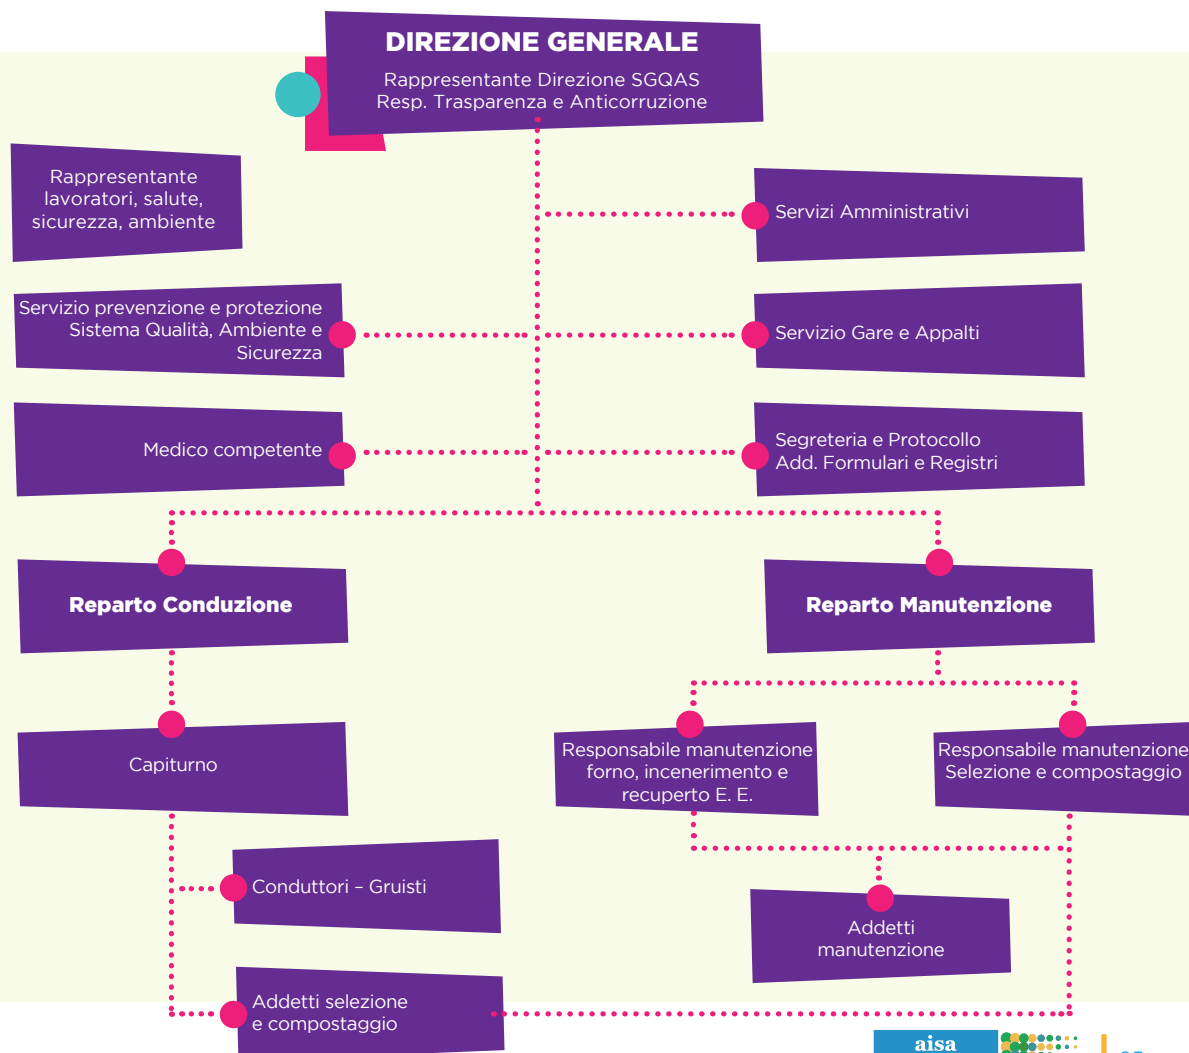 DIREZIONE GENERALE
Rappresentante Direzione SGQAS
Resp. Trasparenza e Anticorruzione
Rappresentante
lavoratori, salute,
sicurezza, ambiente
Servizi Amministrativi
Servizio prevenzione e protezione
Sistema Qualità, Ambiente e
Sicurezza
Servizio Gare e Appalti
Medico competente
Segreteria e Protocollo
Add. Formulari e Registri
Reparto Conduzione
Reparto Manutenzione
Capiturno
Responsabile manutenzione
forno, incenerimento e
recuperto E. E.
Responsabile manutenzione
Selezione e compostaggio
Conduttori – Gruisti
Addetti
manutenzione
Addetti selezione
e compostaggio
aisa